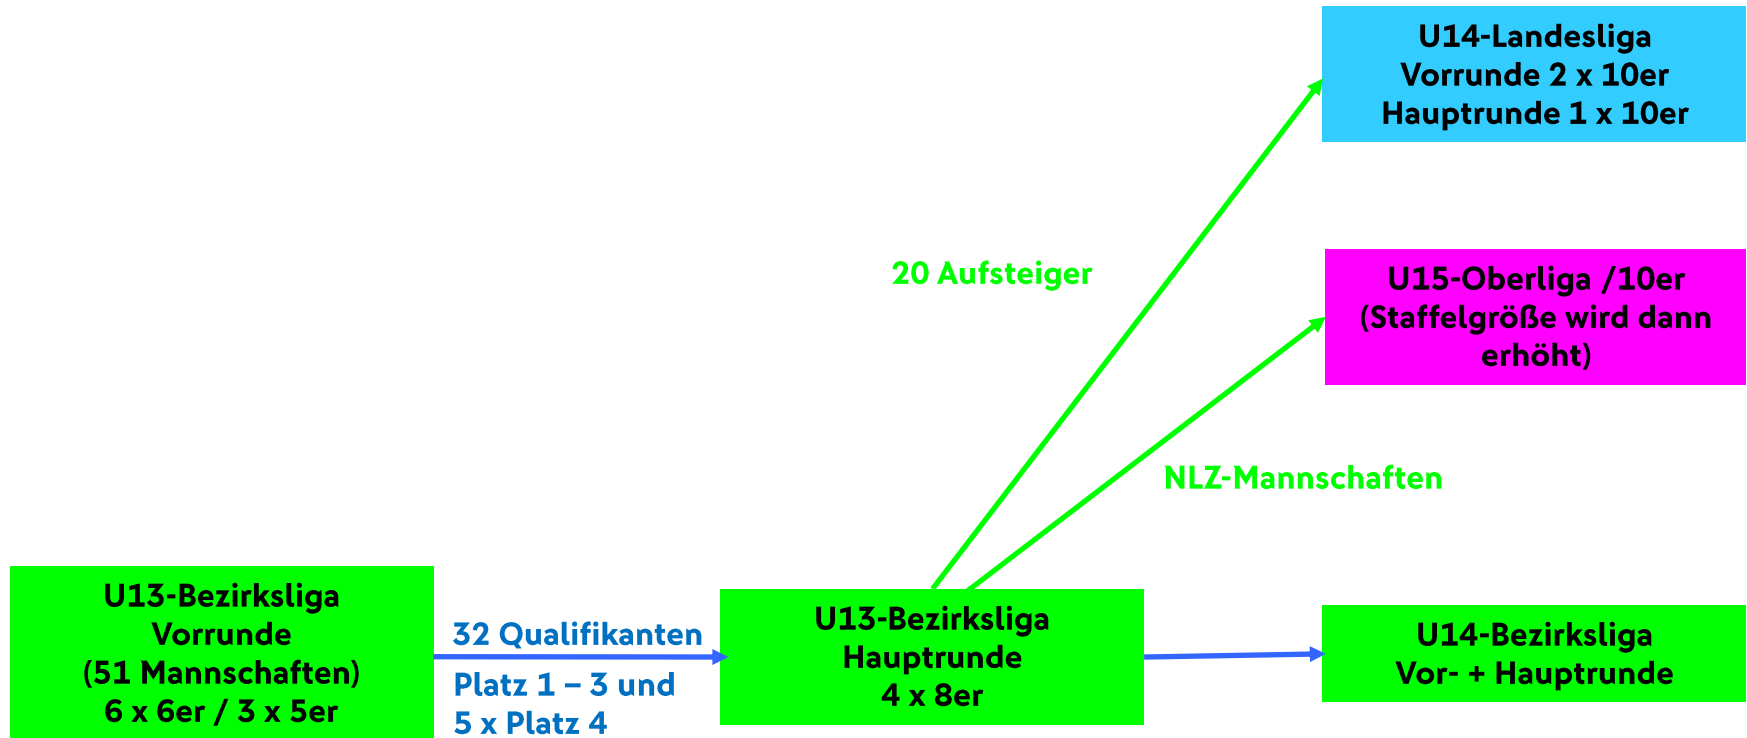 U14-Landesliga
Vorrunde 2 x 10er
Hauptrunde 1 x 10er
20 Aufsteiger
U15-Oberliga /10er
(Staffelgröße wird dann
erhöht)
NLZ-Mannschaften
U13-Bezirksliga
Vorrunde
(51 Mannschaften)
6 x 6er / 3 x 5er
32 Qualifikanten
Platz 1 – 3 und
5 x Platz 4
U13-Bezirksliga
Hauptrunde
4 x 8er
U14-Bezirksliga
Vor- + Hauptrunde